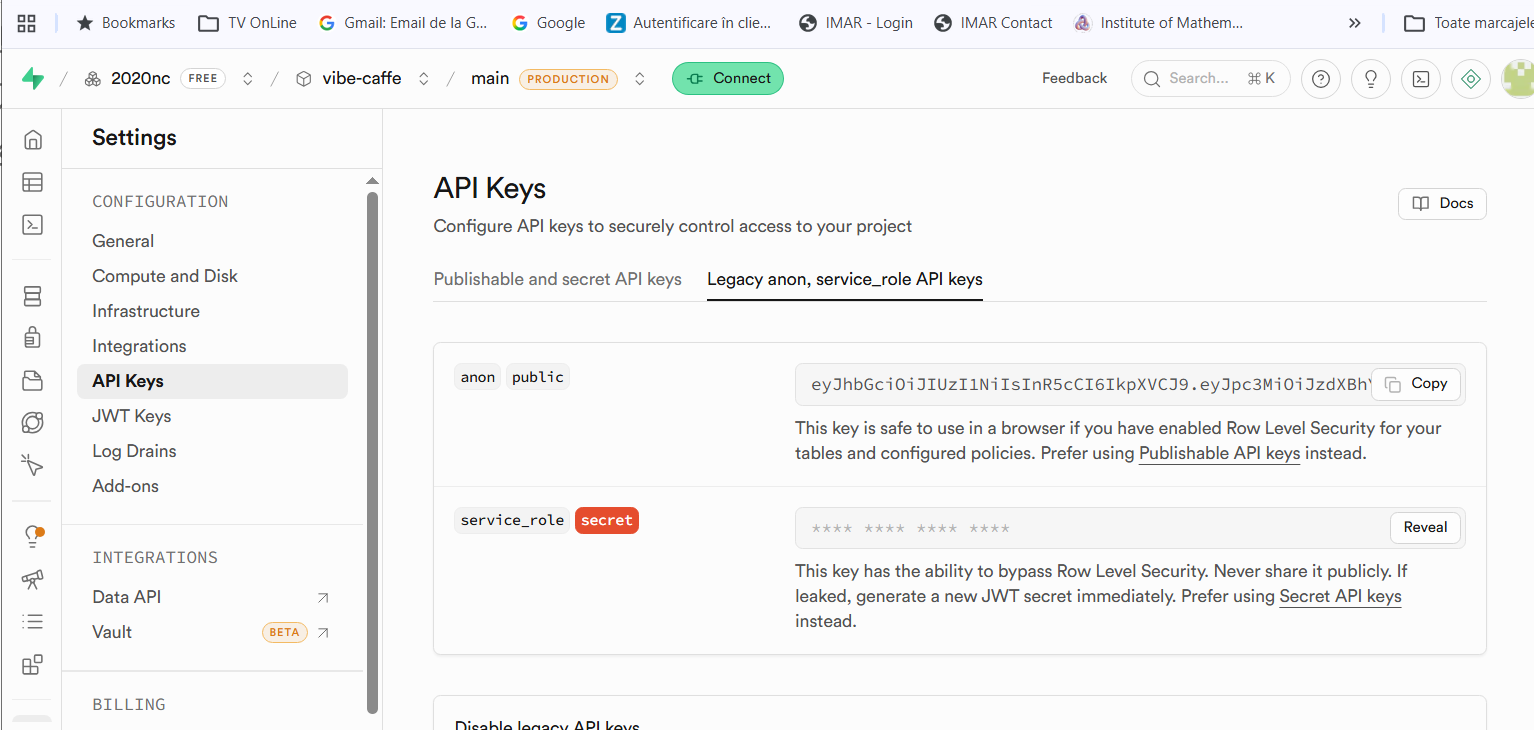 Bookmarks TV OnLine Gmail: Email de la G... Google Autentificare în clie... IMAR - Login IMAR Contact Institute of Mathem... » Toate marcajele
/ 2020nc FREE / vibe-caffe / main PRODUCTION Connect Feedback Search... ⌘ K
Settings
CONFIGURATION
General
Compute and Disk
Infrastructure
Integrations
API Keys
JWT Keys
Log Drains
Add-ons
INTEGRATIONS
Data API
Vault BETA
BILLING
API Keys
Configure API keys to securely control access to your project
Docs
Publishable and secret API keys Legacy anon, service_role API keys
anon public
eyJhbGciOiJIUzI1NiIsInR5cCI6IkpXVCJ9.eyJpc3MiOiJzdXBhY Copy
This key is safe to use in a browser if you have enabled Row Level Security for your
tables and configured policies. Prefer using Publishable API keys instead.
service_role secret
**** **** **** **** Reveal
This key has the ability to bypass Row Level Security. Never share it publicly. If
leaked, generate a new JWT secret immediately. Prefer using Secret API keys
instead.
Disable legacy API keys